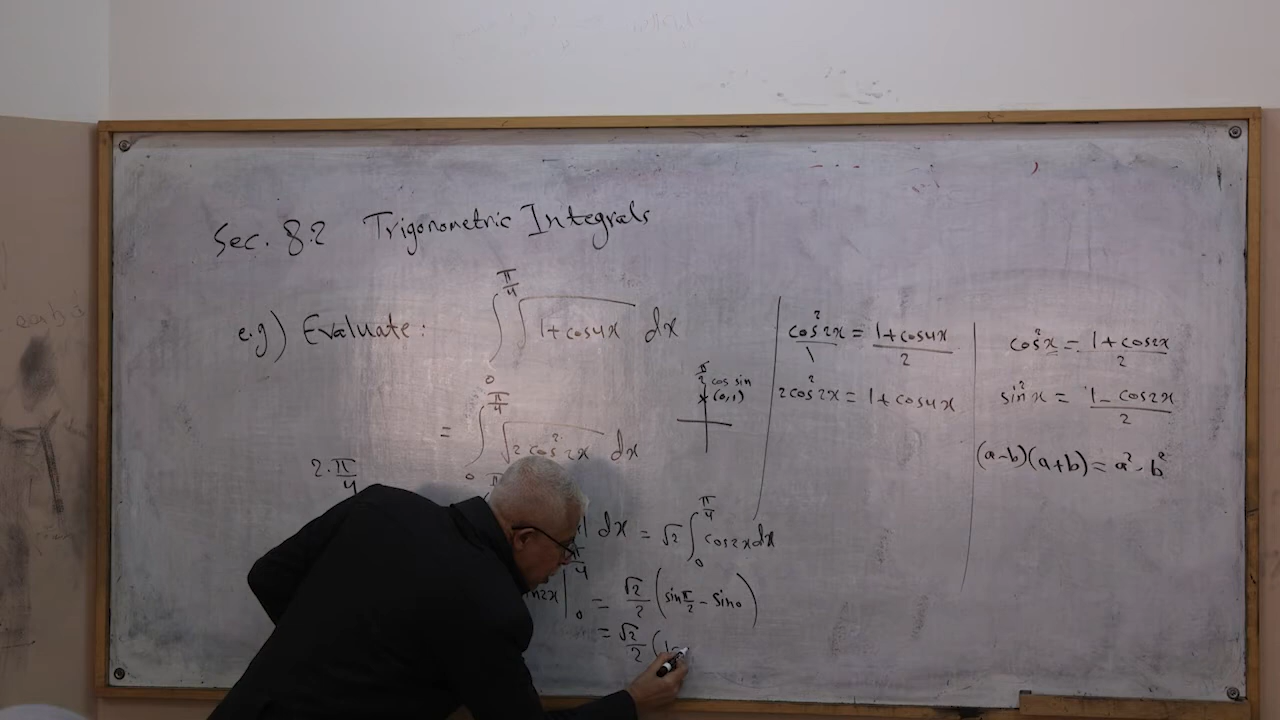 Sec. 8.2 Trigonometric Integrals
e.g) Evaluate: ∫₀^{π/4} √(1+cos4x) dx
= ∫₀^{π/4} √(2cos²2x) dx
2·π/4
dx = √2 ∫₀^{π/4} cos2x dx
n2x |₀^{π/4} = √2/2 (sin π/2 - sin0)
= √2/2 (1-
π/2 cos sin
(0,1)
cos²2x = (1+cos4x)/2
2cos²2x = 1+cos4x
cos²x = (1+cos2x)/2
sin²x = (1-cos2x)/2
(a-b)(a+b) = a²-b²